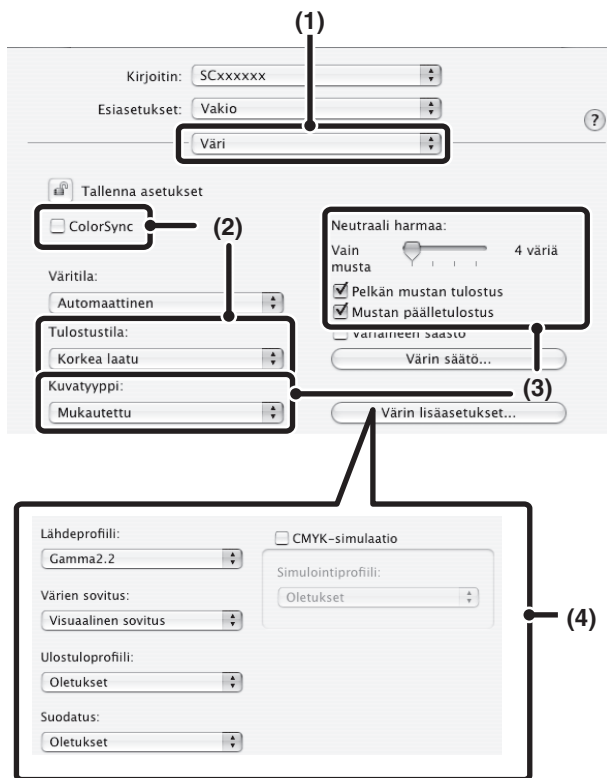 (1)
Kirjoitin: SCxxxxxx
Esiasetukset: Vakio
?
Väri
Tallenna asetukset
ColorSync
(2)
Väritila:
Automaattinen
Tulostustila:
Korkea laatu
Kuvatyyppi:
Mukautettu
Neutraali harmaa:
Vain musta
4 väriä
Pelkän mustan tulostus
Mustan päälletulostus
Väriaineen säästö
Värin säätö...
(3)
Värin lisäasetukset...
Lähdeprofiili:
Gamma2.2
Värien sovitus:
Visuaalinen sovitus
Ulostuloprofiili:
Oletukset
Suodatus:
Oletukset
CMYK-simulaatio
Simulointiprofiili:
Oletukset
(4)